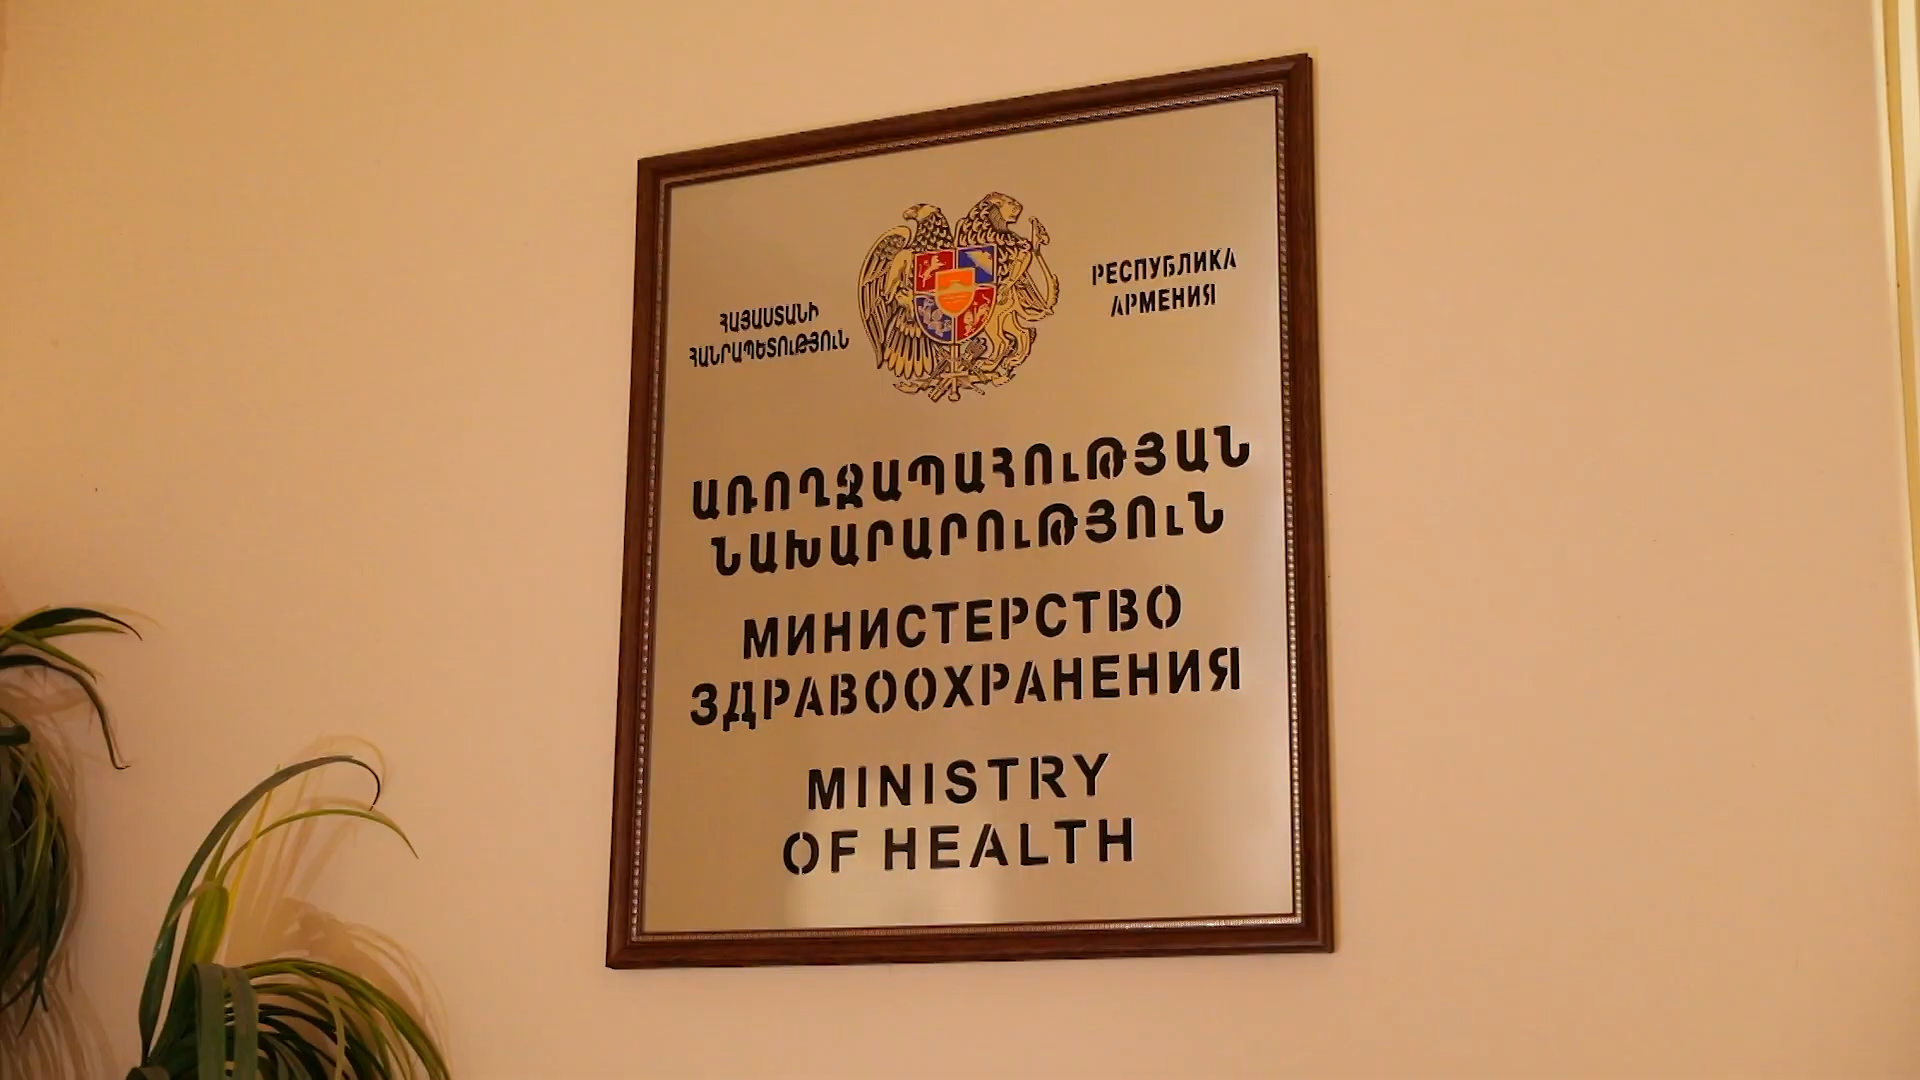 ՀԱՅԱՍՏԱՆԻ
ՀԱՆՐԱՊԵՏՈՒԹՅՈՒՆ
РЕСПУБЛИКА
АРМЕНИЯ
ԱՌՈՂՋԱՊԱՀՈՒԹՅԱՆ
ՆԱԽԱՐԱՐՈՒԹՅՈՒՆ
МИНИСТЕРСТВО
ЗДРАВООХРАНЕНИЯ
MINISTRY
OF HEALTH